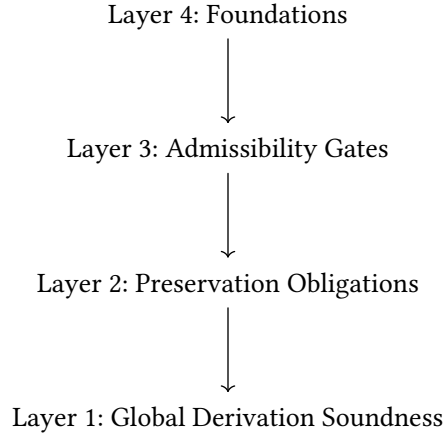 Layer 4: Foundations
Layer 3: Admissibility Gates
Layer 2: Preservation Obligations
Layer 1: Global Derivation Soundness